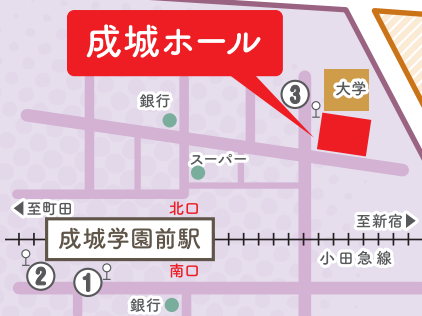 成城ホール
大学
③
銀行
スーパー
◀至町田
北口
至新宿▶
成城学園前駅
小田急線
②
①
南口
銀行